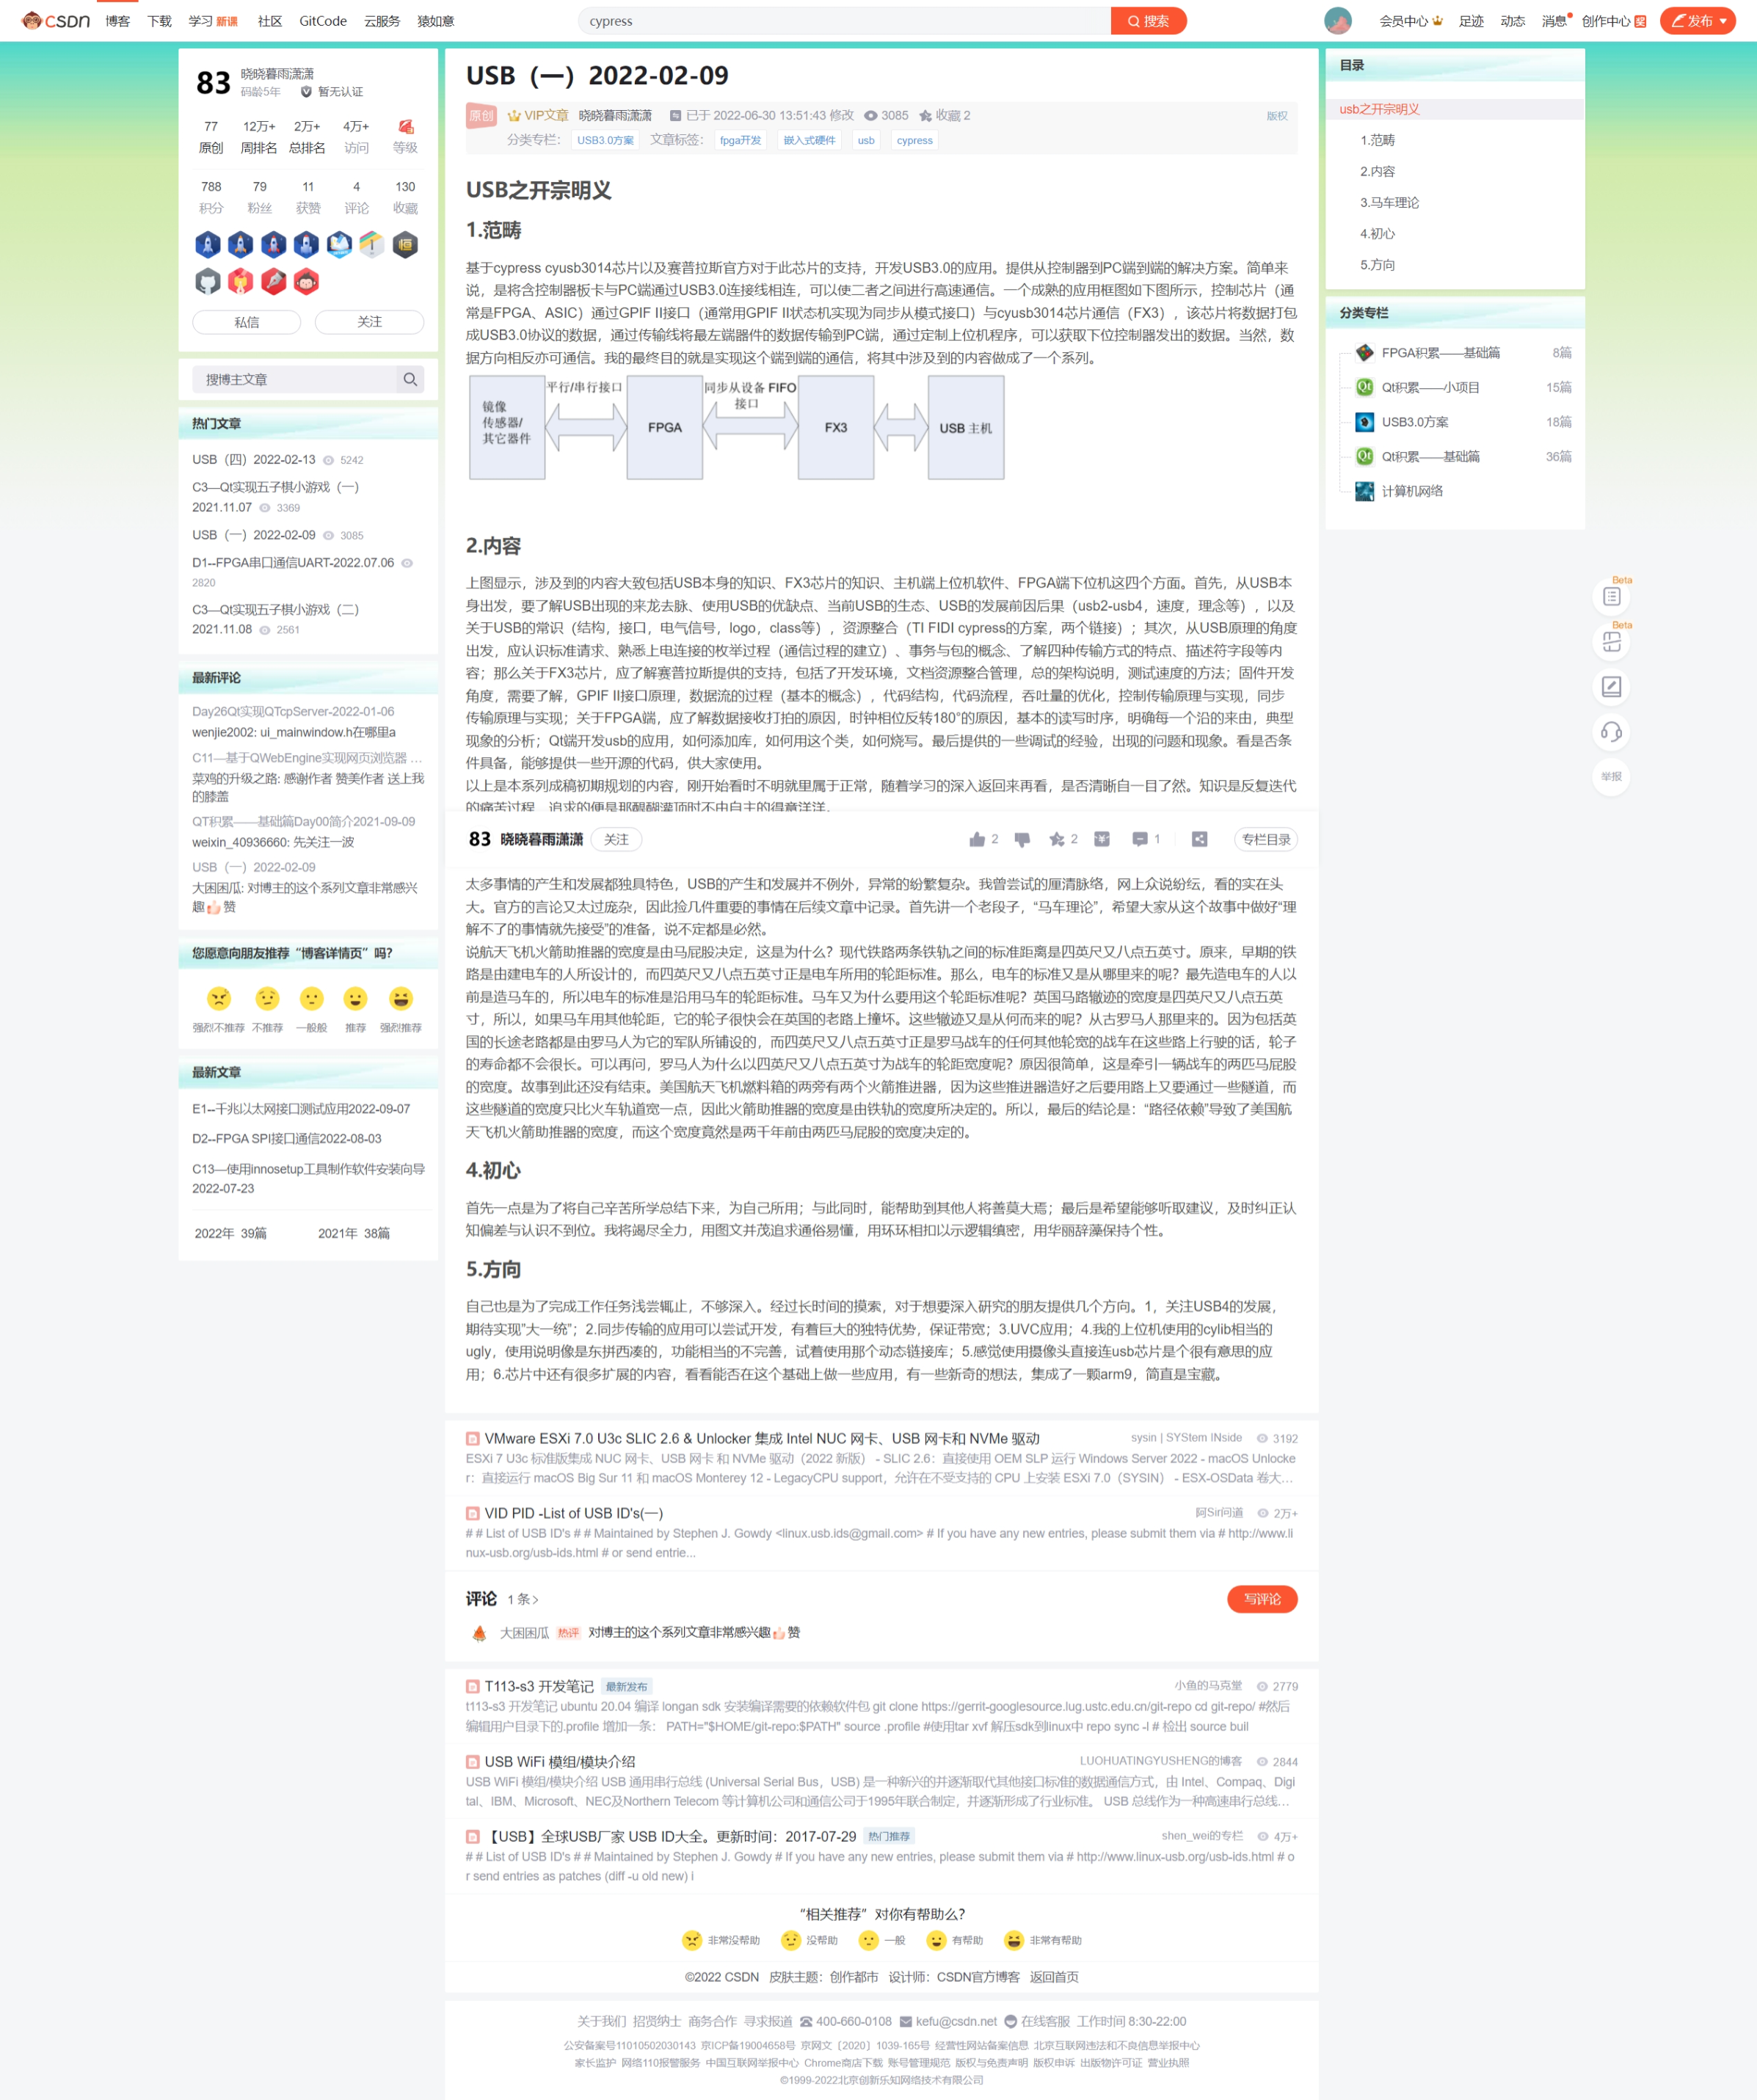 CSDN 博客 下载 学习 新课 社区 GitCode 云服务 猿如意 cypress 搜索 会员中心 足迹 动态 消息 创作中心 奖 发布
83 晓晓暮雨潇潇
码龄5年 暂无认证
77 12万+ 2万+ 4万+
原创 周排名 总排名 访问 等级
788 79 11 4 130
积分 粉丝 获赞 评论 收藏
私信 关注
搜博主文章
热门文章
USB（四）2022-02-13 5242
C3—Qt实现五子棋小游戏（一）
2021.11.07 3369
USB（一）2022-02-09 3085
D1--FPGA串口通信UART-2022.07.06
2820
C3—Qt实现五子棋小游戏（二）
2021.11.08 2561
最新评论
Day26Qt实现QTcpServer-2022-01-06
wenjie2002: ui_mainwindow.h在哪里a
C11—基于QWebEngine实现网页浏览器 …
菜鸡的升级之路: 感谢作者 赞美作者 送上我
的膝盖
QT积累——基础篇Day00简介2021-09-09
weixin_40936660: 先关注一波
USB（一）2022-02-09
大困困瓜: 对博主的这个系列文章非常感兴
趣👍赞
您愿意向朋友推荐“博客详情页”吗？
强烈不推荐 不推荐 一般般 推荐 强烈推荐
最新文章
E1--千兆以太网接口测试应用2022-09-07
D2--FPGA SPI接口通信2022-08-03
C13—使用innosetup工具制作软件安装向导
2022-07-23
2022年 39篇 2021年 38篇
USB（一）2022-02-09
原创 VIP文章 晓晓暮雨潇潇 已于 2022-06-30 13:51:43 修改 3085 收藏 2 版权
分类专栏： USB3.0方案 文章标签： fpga开发 嵌入式硬件 usb cypress
USB之开宗明义
1.范畴
基于cypress cyusb3014芯片以及赛普拉斯官方对于此芯片的支持，开发USB3.0的应用。提供从控制器到PC端到端的解决方案。简单来
说，是将含控制器板卡与PC端通过USB3.0连接线相连，可以使二者之间进行高速通信。一个成熟的应用框图如下图所示，控制芯片（通
常是FPGA、ASIC）通过GPIF II接口（通常用GPIF II状态机实现为同步从模式接口）与cyusb3014芯片通信（FX3），该芯片将数据打包
成USB3.0协议的数据，通过传输线将最左端器件的数据传输到PC端，通过定制上位机程序，可以获取下位控制器发出的数据。当然，数
据方向相反亦可通信。我的最终目的就是实现这个端到端的通信，将其中涉及到的内容做成了一个系列。
镜像
传感器/
其它器件
平行/串行接口
FPGA
同步从设备 FIFO
接口
FX3
USB 主机
2.内容
上图显示，涉及到的内容大致包括USB本身的知识、FX3芯片的知识、主机端上位机软件、FPGA端下位机这四个方面。首先，从USB本
身出发，要了解USB出现的来龙去脉、使用USB的优缺点、当前USB的生态、USB的发展前因后果（usb2-usb4，速度，理念等），以及
关于USB的常识（结构，接口，电气信号，logo，class等），资源整合（TI FIDI cypress的方案，两个链接）；其次，从USB原理的角度
出发，应认识标准请求、熟悉上电连接的枚举过程（通信过程的建立）、事务与包的概念、了解四种传输方式的特点、描述符字段等内
容；那么关于FX3芯片，应了解赛普拉斯提供的支持，包括了开发环境，文档资源整合管理，总的架构说明，测试速度的方法；固件开发
角度，需要了解，GPIF II接口原理，数据流的过程（基本的概念），代码结构，代码流程，吞吐量的优化，控制传输原理与实现，同步
传输原理与实现；关于FPGA端，应了解数据接收打拍的原因，时钟相位反转180°的原因，基本的读写时序，明确每一个沿的来由，典型
现象的分析；Qt端开发usb的应用，如何添加库，如何用这个类，如何烧写。最后提供的一些调试的经验，出现的问题和现象。看是否条
件具备，能够提供一些开源的代码，供大家使用。
以上是本系列成稿初期规划的内容，刚开始看时不明就里属于正常，随着学习的深入返回来再看，是否清晰自一目了然。知识是反复迭代
的痛苦过程，追求的便是那醍醐灌顶时不由自主的得意洋洋。
83 晓晓暮雨潇潇 关注 2 2 1 专栏目录
太多事情的产生和发展都独具特色，USB的产生和发展并不例外，异常的纷繁复杂。我曾尝试的厘清脉络，网上众说纷纭，看的实在头
大。官方的言论又太过庞杂，因此捡几件重要的事情在后续文章中记录。首先讲一个老段子，“马车理论”，希望大家从这个故事中做好“理
解不了的事情就先接受”的准备，说不定都是必然。
说航天飞机火箭助推器的宽度是由马屁股决定，这是为什么？现代铁路两条铁轨之间的标准距离是四英尺又八点五英寸。原来，早期的铁
路是由建电车的人所设计的，而四英尺又八点五英寸正是电车所用的轮距标准。那么，电车的标准又是从哪里来的呢？最先造电车的人以
前是造马车的，所以电车的标准是沿用马车的轮距标准。马车又为什么要用这个轮距标准呢？英国马路辙迹的宽度是四英尺又八点五英
寸，所以，如果马车用其他轮距，它的轮子很快会在英国的老路上撞坏。这些辙迹又是从何而来的呢？从古罗马人那里来的。因为包括英
国的长途老路都是由罗马人为它的军队所铺设的，而四英尺又八点五英寸正是罗马战车的任何其他轮宽的战车在这些路上行驶的话，轮子
的寿命都不会很长。可以再问，罗马人为什么以四英尺又八点五英寸为战车的轮距宽度呢？原因很简单，这是牵引一辆战车的两匹马屁股
的宽度。故事到此还没有结束。美国航天飞机燃料箱的两旁有两个火箭推进器，因为这些推进器造好之后要用路上又要通过一些隧道，而
这些隧道的宽度只比火车轨道宽一点，因此火箭助推器的宽度是由铁轨的宽度所决定的。所以，最后的结论是：“路径依赖”导致了美国航
天飞机火箭助推器的宽度，而这个宽度竟然是两千年前由两匹马屁股的宽度决定的。
4.初心
首先一点是为了将自己辛苦所学总结下来，为自己所用；与此同时，能帮助到其他人将善莫大焉；最后是希望能够听取建议，及时纠正认
知偏差与认识不到位。我将竭尽全力，用图文并茂追求通俗易懂，用环环相扣以示逻辑缜密，用华丽辞藻保持个性。
5.方向
自己也是为了完成工作任务浅尝辄止，不够深入。经过长时间的摸索，对于想要深入研究的朋友提供几个方向。1，关注USB4的发展，
期待实现”大一统”；2.同步传输的应用可以尝试开发，有着巨大的独特优势，保证带宽；3.UVC应用；4.我的上位机使用的cylib相当的
ugly，使用说明像是东拼西凑的，功能相当的不完善，试着使用那个动态链接库；5.感觉使用摄像头直接连usb芯片是个很有意思的应
用；6.芯片中还有很多扩展的内容，看看能否在这个基础上做一些应用，有一些新奇的想法，集成了一颗arm9，简直是宝藏。
VMware ESXi 7.0 U3c SLIC 2.6 & Unlocker 集成 Intel NUC 网卡、USB 网卡和 NVMe 驱动 sysin | SYStem INside 3192
ESXi 7 U3c 标准版集成 NUC 网卡、USB 网卡 和 NVMe 驱动（2022 新版） - SLIC 2.6：直接使用 OEM SLP 运行 Windows Server 2022 - macOS Unlocke
r：直接运行 macOS Big Sur 11 和 macOS Monterey 12 - LegacyCPU support，允许在不受支持的 CPU 上安装 ESXi 7.0（SYSIN） - ESX-OSData 卷大…
VID PID -List of USB ID's(一) 阿Sir问道 2万+
# # List of USB ID's # # Maintained by Stephen J. Gowdy <linux.usb.ids@gmail.com> # If you have any new entries, please submit them via # http://www.li
nux-usb.org/usb-ids.html # or send entrie...
评论 1 条 > 写评论
大困困瓜 热评 对博主的这个系列文章非常感兴趣👍赞
T113-s3 开发笔记 最新发布 小鱼的马克堂 2779
t113-s3 开发笔记 ubuntu 20.04 编译 longan sdk 安装编译需要的依赖软件包 git clone https://gerrit-googlesource.lug.ustc.edu.cn/git-repo cd git-repo/ #然后
编辑用户目录下的.profile 增加一条： PATH="$HOME/git-repo:$PATH" source .profile #使用tar xvf 解压sdk到linux中 repo sync -l # 检出 source buil
USB WiFi 模组/模块介绍 LUOHUATINGYUSHENG的博客 2844
USB WiFi 模组/模块介绍 USB 通用串行总线 (Universal Serial Bus，USB) 是一种新兴的并逐渐取代其他接口标准的数据通信方式，由 Intel、Compaq、Digi
tal、IBM、Microsoft、NEC及Northern Telecom 等计算机公司和通信公司于1995年联合制定，并逐渐形成了行业标准。 USB 总线作为一种高速串行总线…
【USB】全球USB厂家 USB ID大全。更新时间：2017-07-29 热门推荐 shen_wei的专栏 4万+
# # List of USB ID's # # Maintained by Stephen J. Gowdy # If you have any new entries, please submit them via # http://www.linux-usb.org/usb-ids.html # o
r send entries as patches (diff -u old new) i
“相关推荐”对你有帮助么？
非常没帮助 没帮助 一般 有帮助 非常有帮助
©2022 CSDN 皮肤主题：创作都市 设计师：CSDN官方博客 返回首页
关于我们 招贤纳士 商务合作 寻求报道 400-660-0108 kefu@csdn.net 在线客服 工作时间 8:30-22:00
公安备案号11010502030143 京ICP备19004658号 京网文〔2020〕1039-165号 经营性网站备案信息 北京互联网违法和不良信息举报中心
家长监护 网络110报警服务 中国互联网举报中心 Chrome商店下载 账号管理规范 版权与免责声明 版权申诉 出版物许可证 营业执照
©1999-2022北京创新乐知网络技术有限公司
目录
usb之开宗明义
1.范畴
2.内容
3.马车理论
4.初心
5.方向
分类专栏
FPGA积累——基础篇 8篇
Qt积累——小项目 15篇
USB3.0方案 18篇
Qt积累——基础篇 36篇
计算机网络
Beta
Beta
举报